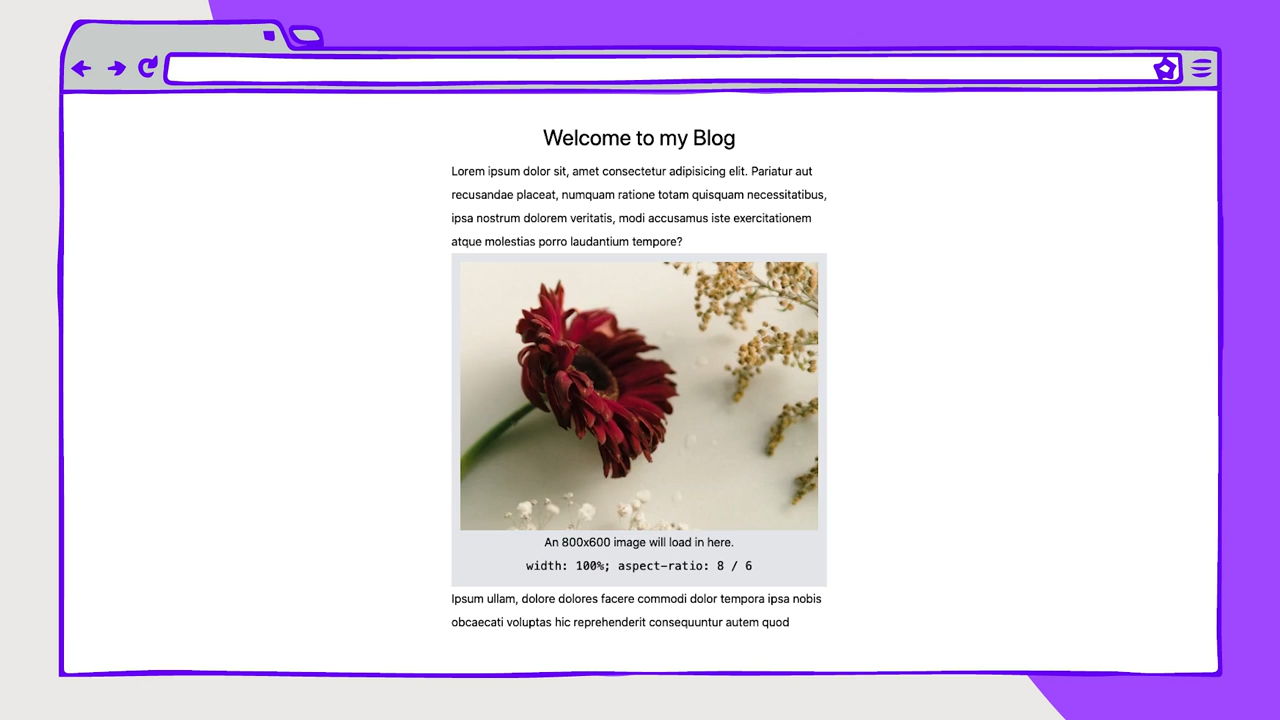 Welcome to my Blog
Lorem ipsum dolor sit, amet consectetur adipisicing elit. Pariatur aut
recusandae placeat, numquam ratione totam quisquam necessitatibus,
ipsa nostrum dolorem veritatis, modi accusamus iste exercitationem
atque molestias porro laudantium tempore?
An 800x600 image will load in here.
width: 100%; aspect-ratio: 8 / 6
Ipsum ullam, dolore dolores facere commodi dolor tempora ipsa nobis
obcaecati voluptas hic reprehenderit consequuntur autem quod